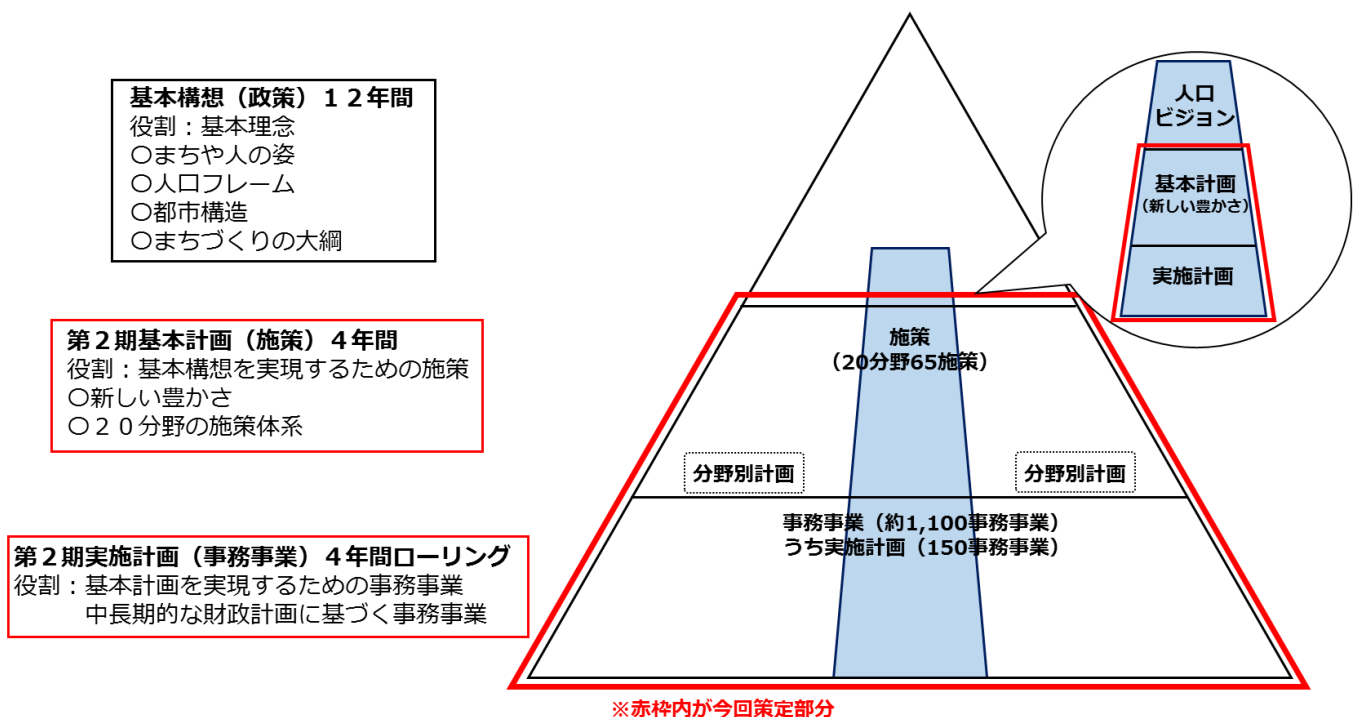 基本構想(政策)12年間
役割:基本理念
〇まちや人の姿
〇人口フレーム
〇都市構造
〇まちづくりの大綱
第2期基本計画(施策)4年間
役割:基本構想を実現するための施策
〇新しい豊かさ
〇20分野の施策体系
第2期実施計画(事務事業)4年間ローリング
役割:基本計画を実現するための事務事業
中長期的な財政計画に基づく事務事業
人口
ビジョン
基本計画
(新しい豊かさ)
実施計画
施策
(20分野65施策)
分野別計画
分野別計画
事務事業(約1,100事務事業)
うち実施計画(150事務事業)
※赤枠内が今回策定部分